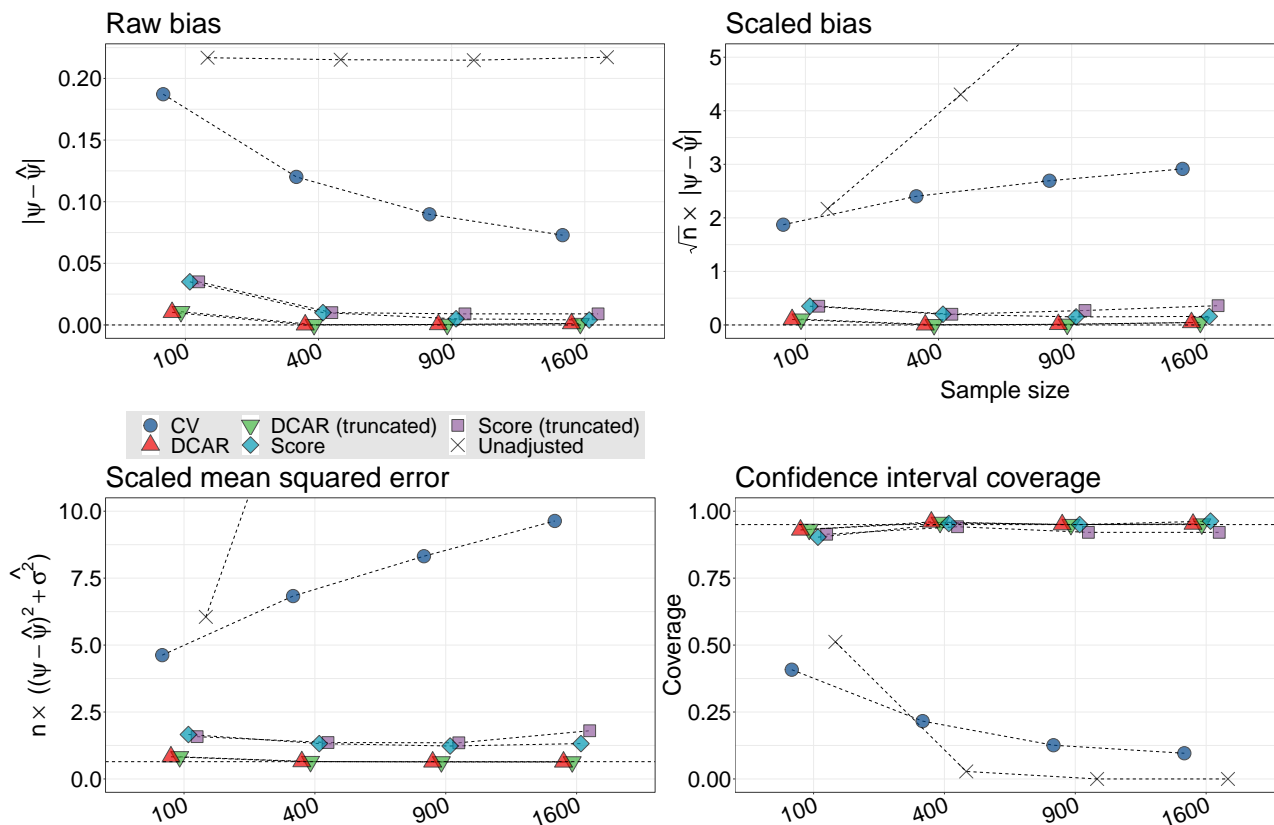 Raw bias
|ψ − ψ̂|
0.20
0.15
0.10
0.05
0.00
100 400 900 1600
Scaled bias
√n × |ψ − ψ̂|
5
4
3
2
1
0
100 400 900 1600
Sample size
CV DCAR (truncated) Score (truncated)
DCAR Score Unadjusted
Scaled mean squared error
n × ((ψ − ψ̂)² + σ̂²)
10.0
7.5
5.0
2.5
0.0
100 400 900 1600
Confidence interval coverage
Coverage
1.00
0.75
0.50
0.25
0.00
100 400 900 1600